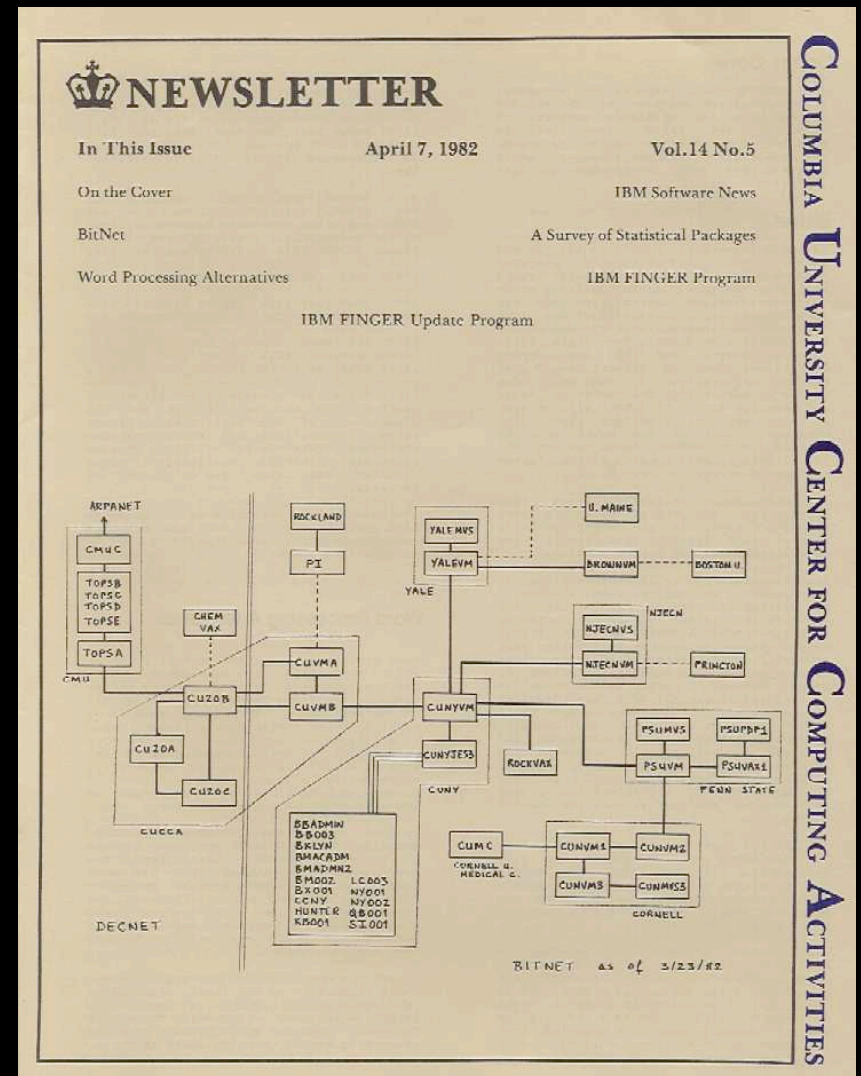 NEWSLETTER
In This Issue April 7, 1982 Vol.14 No.5
On the Cover IBM Software News
BitNet A Survey of Statistical Packages
Word Processing Alternatives IBM FINGER Program
IBM FINGER Update Program
COLUMBIA UNIVERSITY CENTER FOR COMPUTING ACTIVITIES
ARPANET
CMUC
TOPSB
TOPSC
TOPSD
TOPSE
TOPSA
CMU
CHEM
VAX
CU20B
CU20A
CU20C
CUCCA
DECNET
ROCKLAND
PI
CUVMA
CUVMB
YALEMVS
YALEVM
YALE
U. MAINE
BROWNVM
BOSTON U.
NJECN
NJECNVS
NJECNVM
PRINCTON
CUNYVM
CUNYJES3
CUNY
ROCKVAX
PSUMVS
PSUPDP1
PSUVM
PSUVAX1
PENN STATE
BBADMIN
BB003
BKLYN
BMACADM
BMADMN2
BM002 LC003
BX001 NY001
CCNY NY002
HUNTER QB001
KB001 SI001
CUMC
CORNELL U.
MEDICAL C.
CUNVM1
CUNVM2
CUNVM3
CUNMVS3
CORNELL
BITNET as of 3/23/82